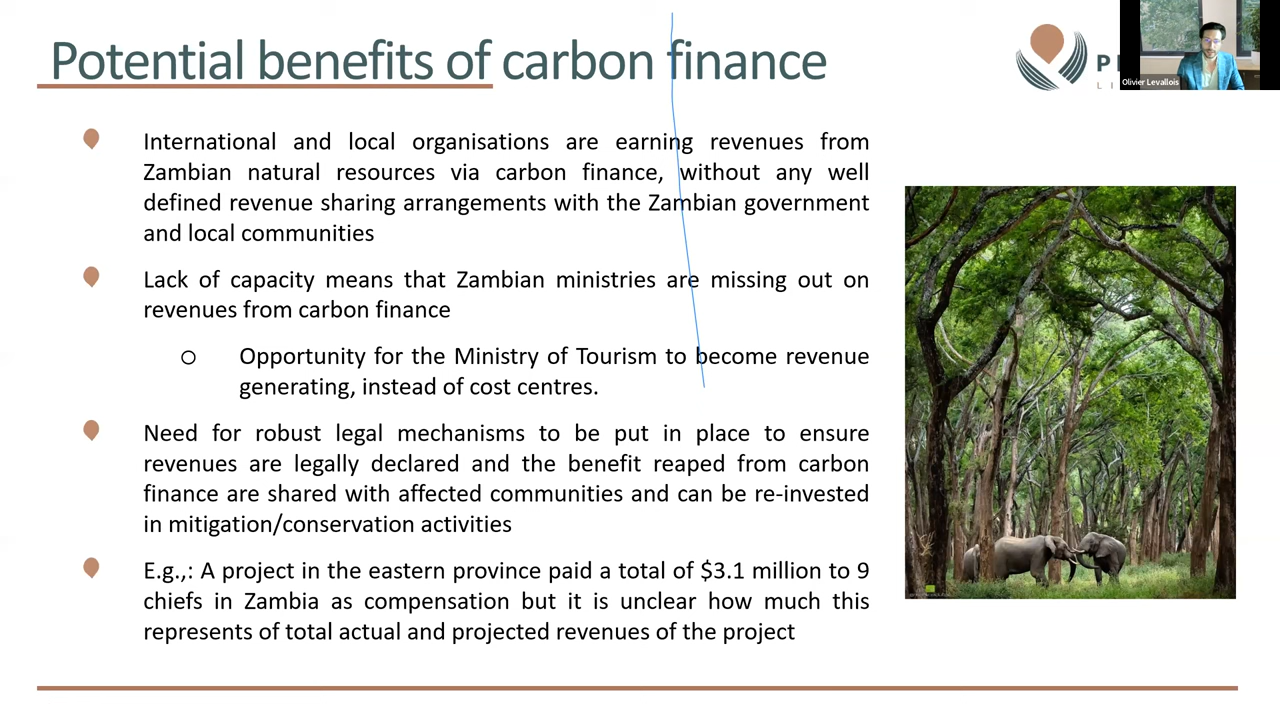 Potential benefits of carbon finance
Olivier Levallois
International and local organisations are earning revenues from
Zambian natural resources via carbon finance, without any well
defined revenue sharing arrangements with the Zambian government
and local communities
Lack of capacity means that Zambian ministries are missing out on
revenues from carbon finance
Opportunity for the Ministry of Tourism to become revenue
generating, instead of cost centres.
Need for robust legal mechanisms to be put in place to ensure
revenues are legally declared and the benefit reaped from carbon
finance are shared with affected communities and can be re-invested
in mitigation/conservation activities
E.g.,: A project in the eastern province paid a total of $3.1 million to 9
chiefs in Zambia as compensation but it is unclear how much this
represents of total actual and projected revenues of the project